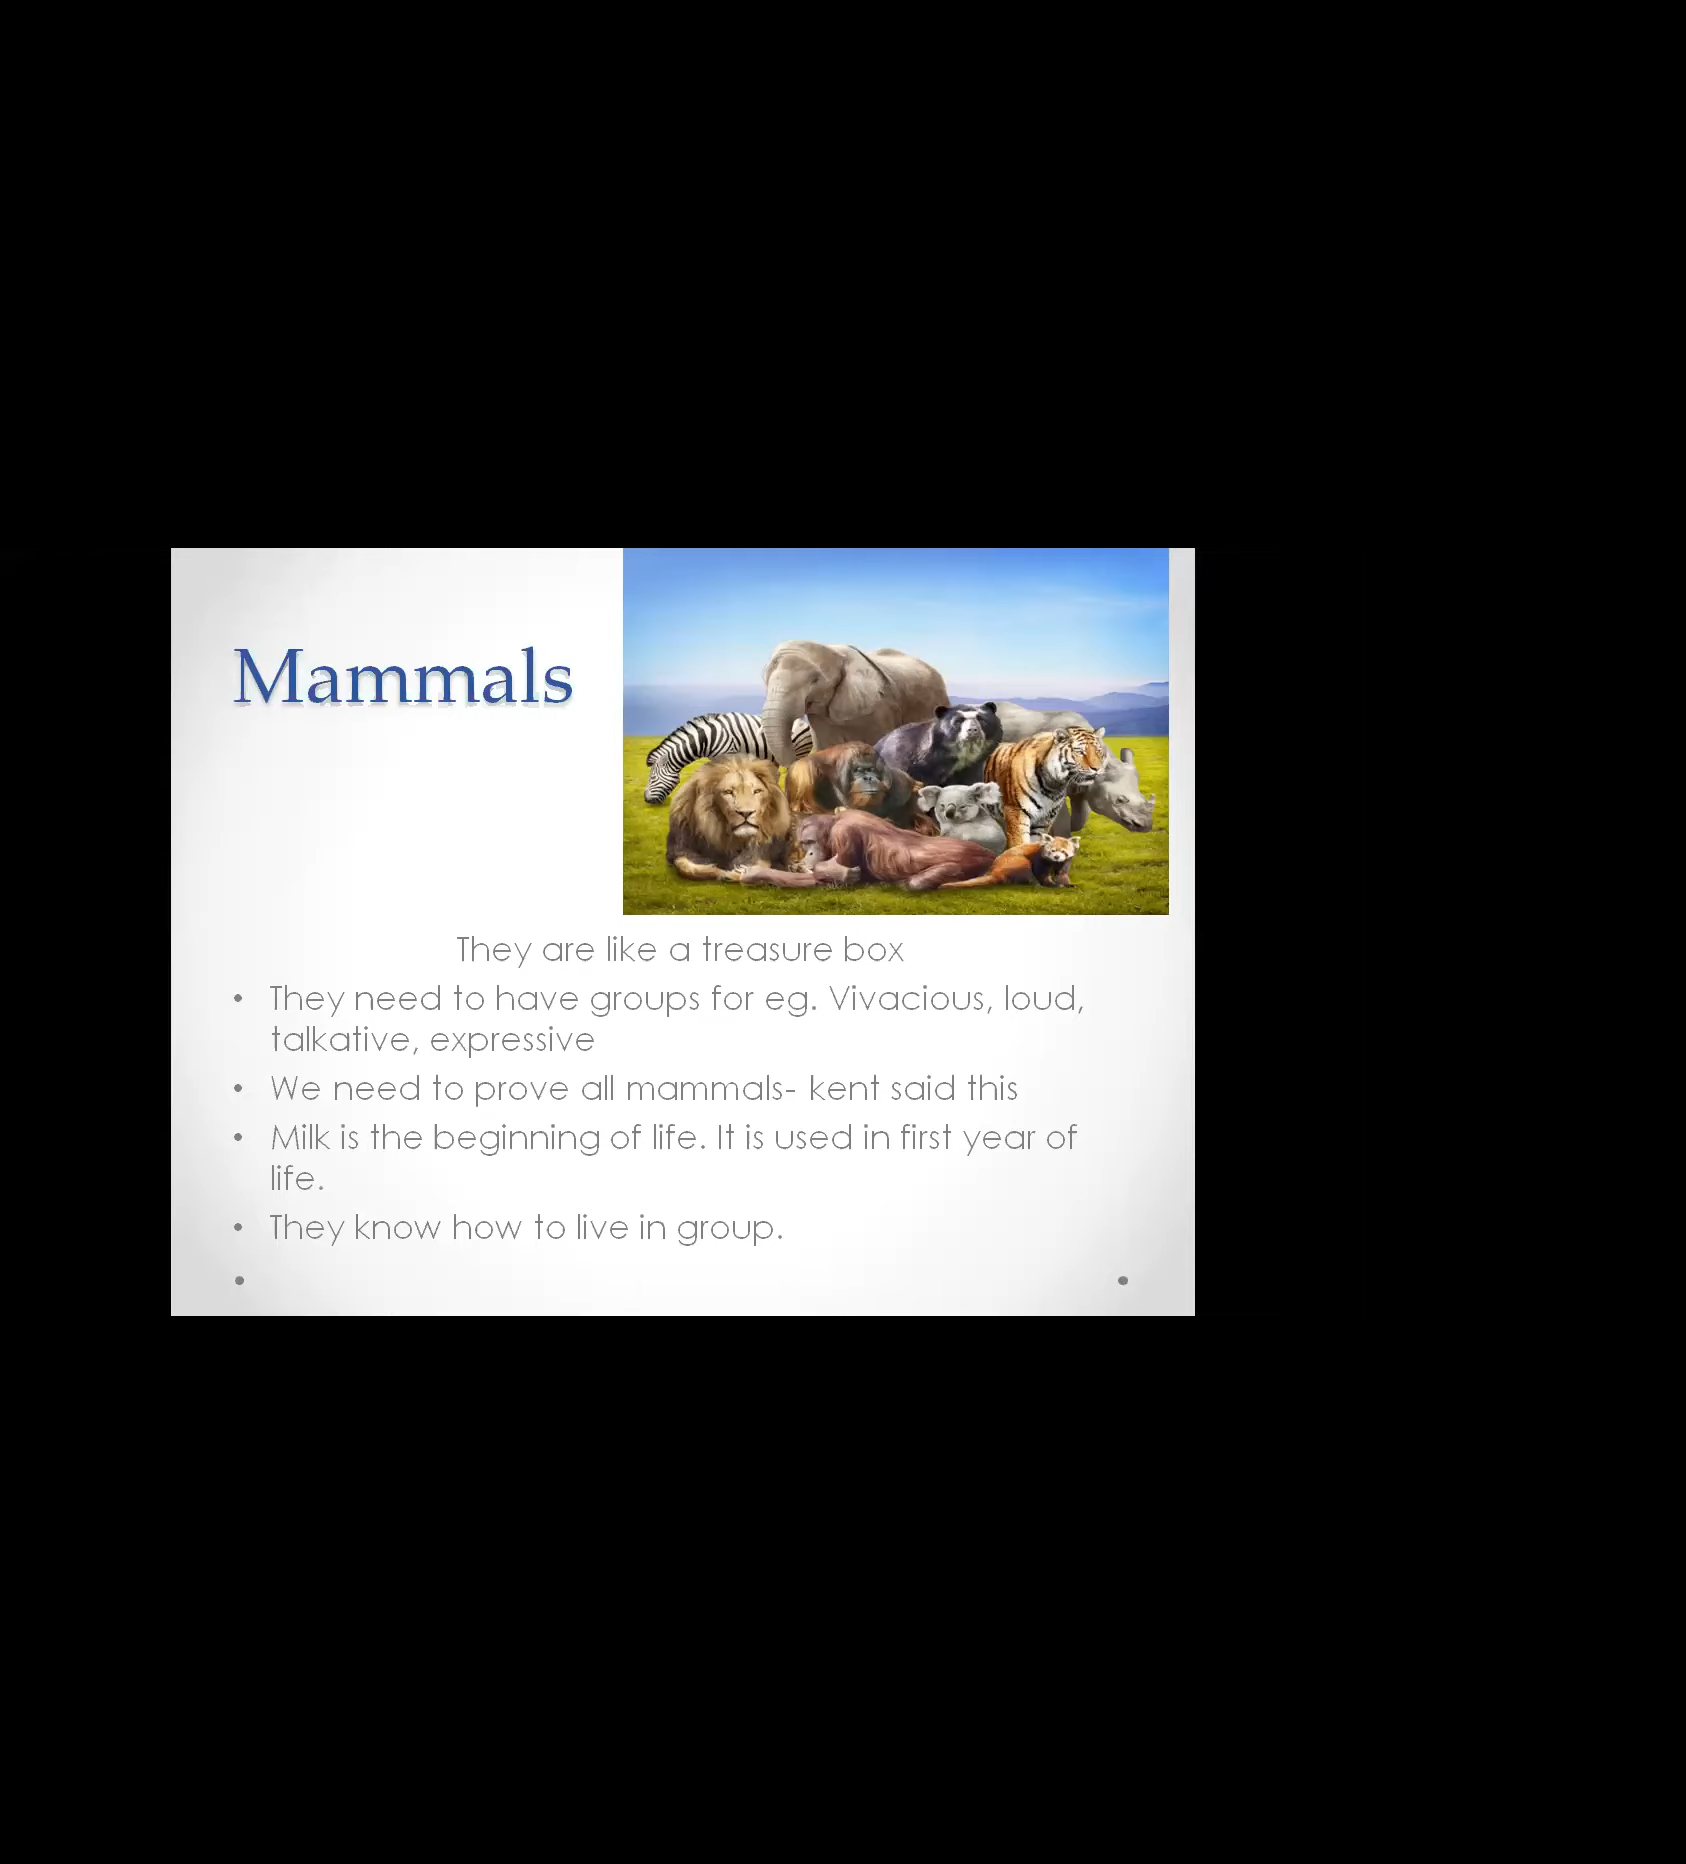 Mammals
They are like a treasure box
• They need to have groups for eg. Vivacious, loud,
talkative, expressive
• We need to prove all mammals- kent said this
• Milk is the beginning of life. It is used in first year of
life.
• They know how to live in group.